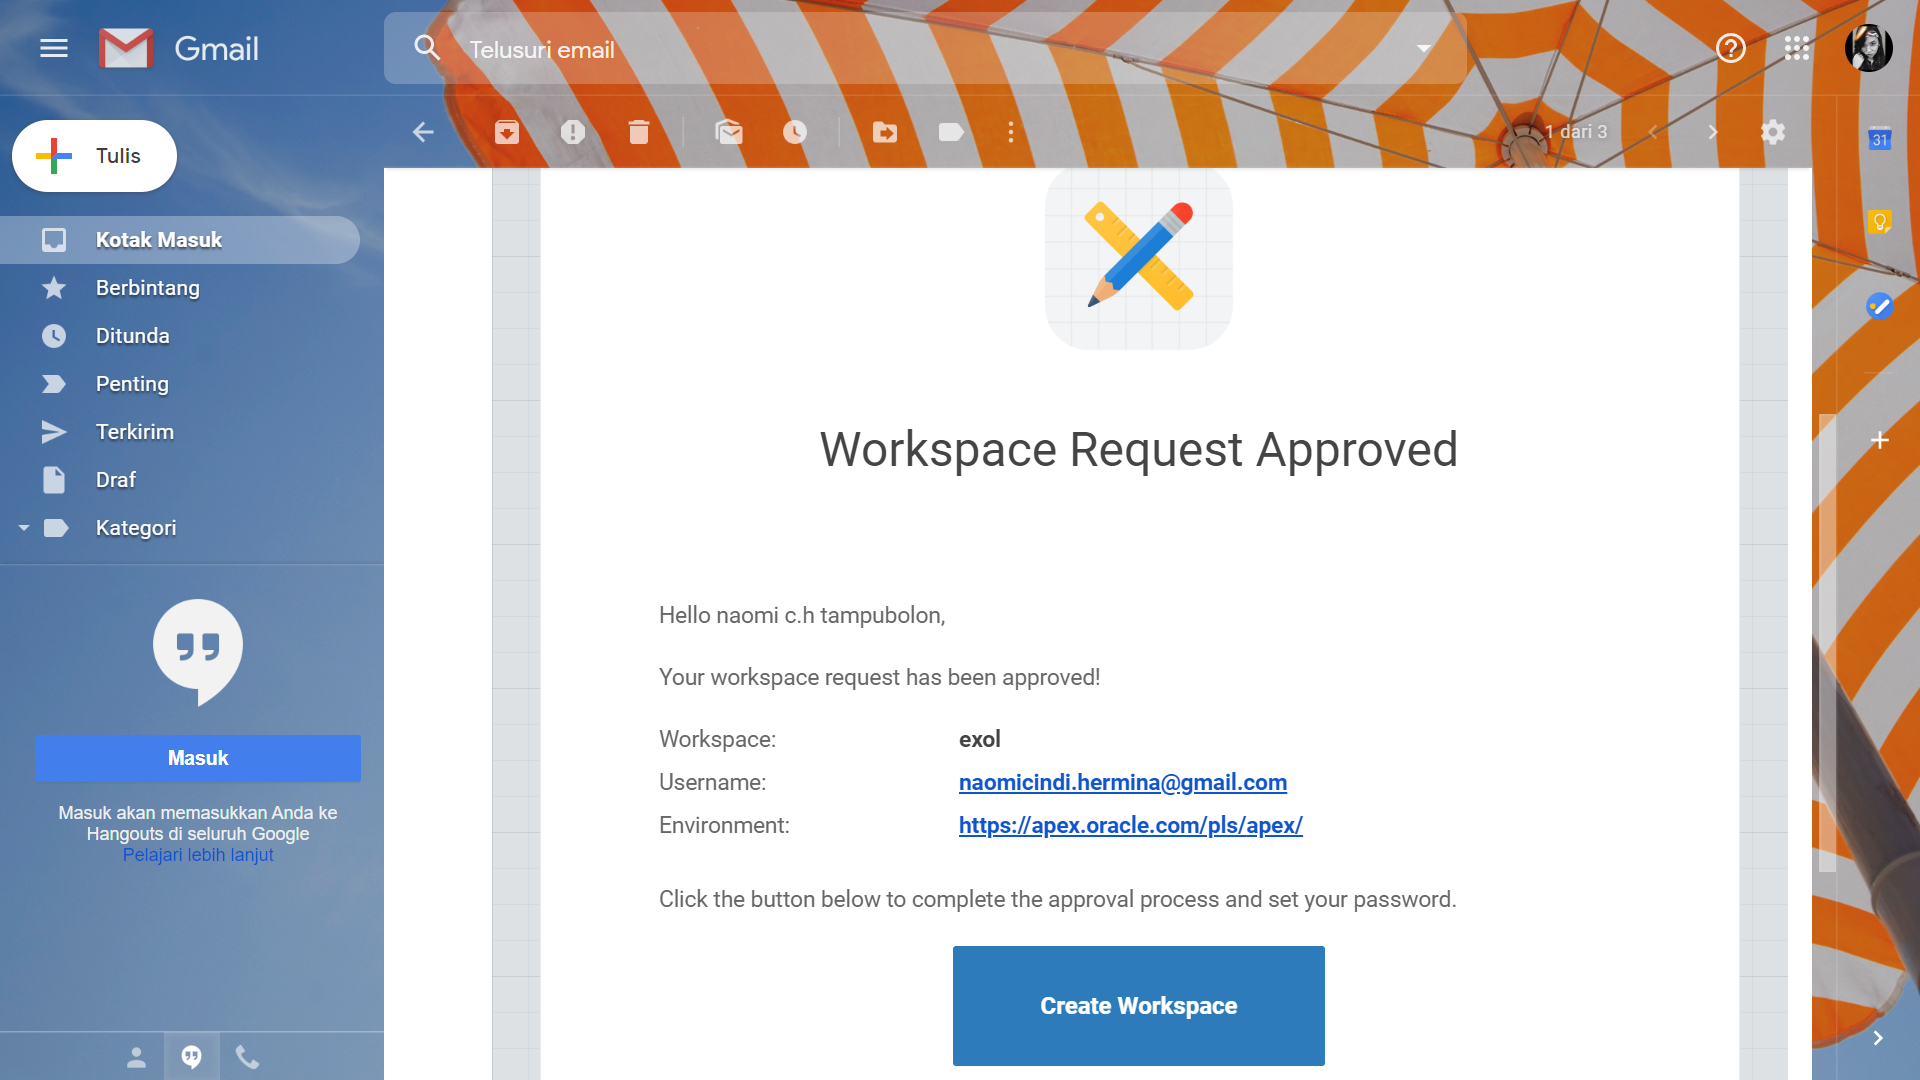 Gmail
Telusuri email
1 dari 3
31
Tulis
Kotak Masuk
Berbintang
Ditunda
Penting
Terkirim
Draf
Kategori
Masuk
Masuk akan memasukkan Anda ke
Hangouts di seluruh Google
Pelajari lebih lanjut
Workspace Request Approved
Hello naomi c.h tampubolon,
Your workspace request has been approved!
Workspace: exol
Username: naomicindi.hermina@gmail.com
Environment: https://apex.oracle.com/pls/apex/
Click the button below to complete the approval process and set your password.
Create Workspace